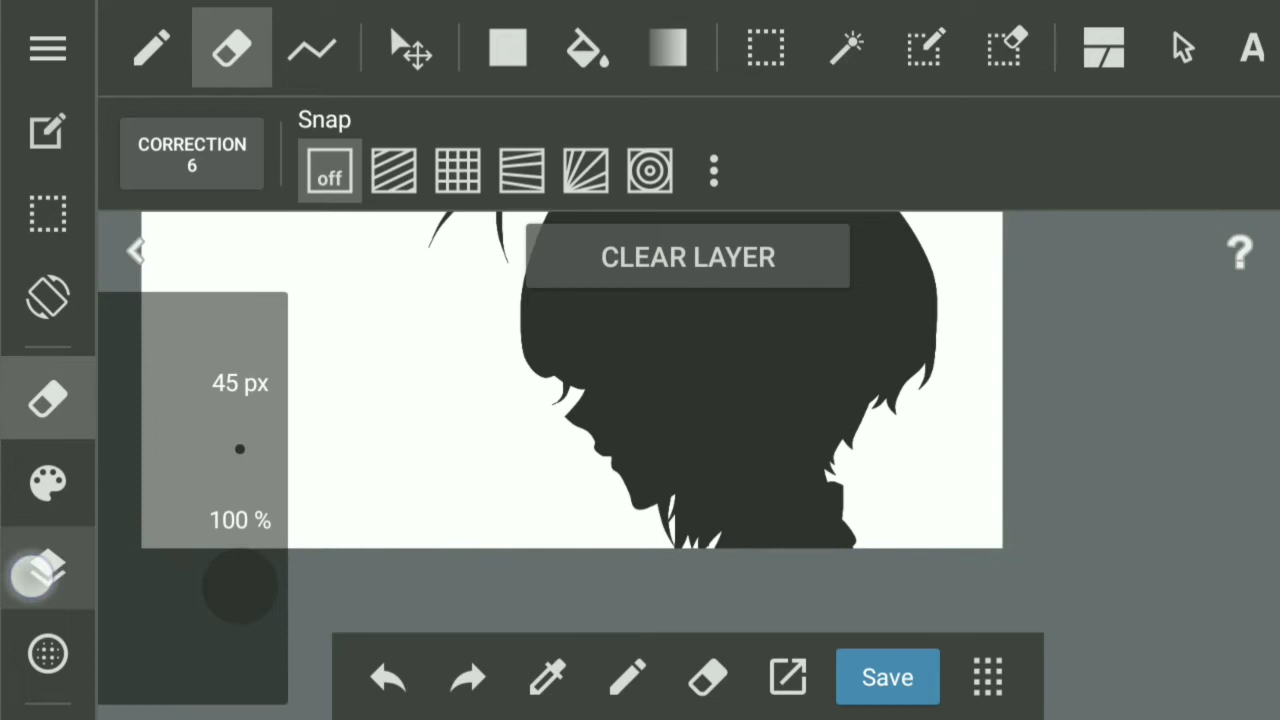 A
CORRECTION
6
Snap
off
CLEAR LAYER
?
45 px
100 %
Save